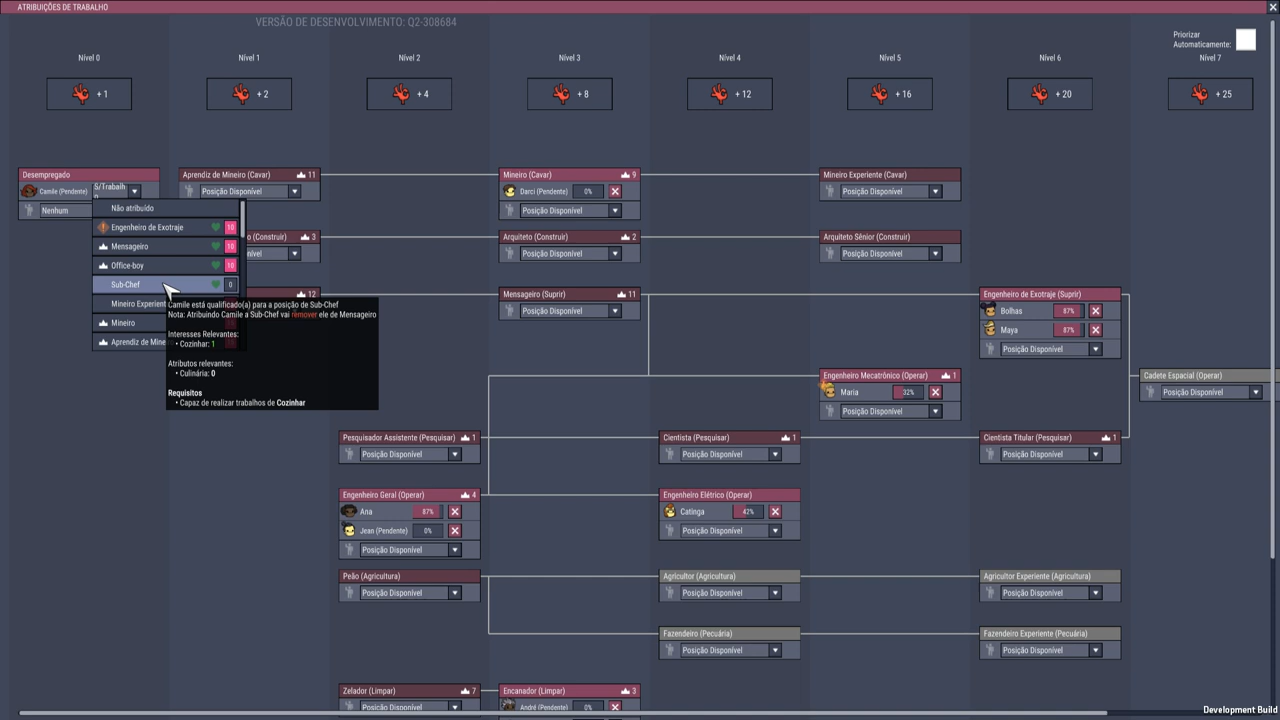 ATRIBUIÇÕES DE TRABALHO
VERSÃO DE DESENVOLVIMENTO: Q2-308684
Priorizar
Automaticamente:
Nível 0
Nível 1
Nível 2
Nível 3
Nível 4
Nível 5
Nível 6
Nível 7
+ 1
+ 2
+ 4
+ 8
+ 12
+ 16
+ 20
+ 25
Desempregado
Camile (Pendente)
S/Trabalh
Nenhum
Não atribuído
Engenheiro de Exotraje 10
Mensageiro 10
Office-boy 10
Sub-Chef 0
Mineiro Experient
Mineiro
Aprendiz de Mine
Camile está qualificado(a) para a posição de Sub-Chef
Nota: Atribuindo Camile a Sub-Chef vai remover ele de Mensageiro
Interesses Relevantes:
• Cozinhar: 1
Atributos relevantes:
• Culinária: 0
Requisitos
• Capaz de realizar trabalhos de Cozinhar
Aprendiz de Mineiro (Cavar) 11
Posição Disponível
Mineiro (Cavar) 9
Darci (Pendente) 0%
Posição Disponível
Mineiro Experiente (Cavar)
Posição Disponível
o (Construir) 3
nível
Arquiteto (Construir) 2
Posição Disponível
Arquiteto Sênior (Construir)
Posição Disponível
12
Mensageiro (Suprir) 11
Posição Disponível
Engenheiro de Exotraje (Suprir)
Bolhas 87%
Maya 87%
Posição Disponível
Engenheiro Mecatrônico (Operar) 1
Maria 32%
Posição Disponível
Cadete Espacial (Operar)
Posição Disponível
Pesquisador Assistente (Pesquisar) 1
Posição Disponível
Cientista (Pesquisar) 1
Posição Disponível
Cientista Titular (Pesquisar) 1
Posição Disponível
Engenheiro Geral (Operar) 4
Ana 87%
Jean (Pendente) 0%
Posição Disponível
Engenheiro Elétrico (Operar)
Catinga 42%
Posição Disponível
Peão (Agricultura)
Posição Disponível
Agricultor (Agricultura)
Posição Disponível
Agricultor Experiente (Agricultura)
Posição Disponível
Fazendeiro (Pecuária)
Posição Disponível
Fazendeiro Experiente (Pecuária)
Posição Disponível
Zelador (Limpar) 7
Posição Disponível
Encanador (Limpar) 3
André (Pendente) 0%
Development Build